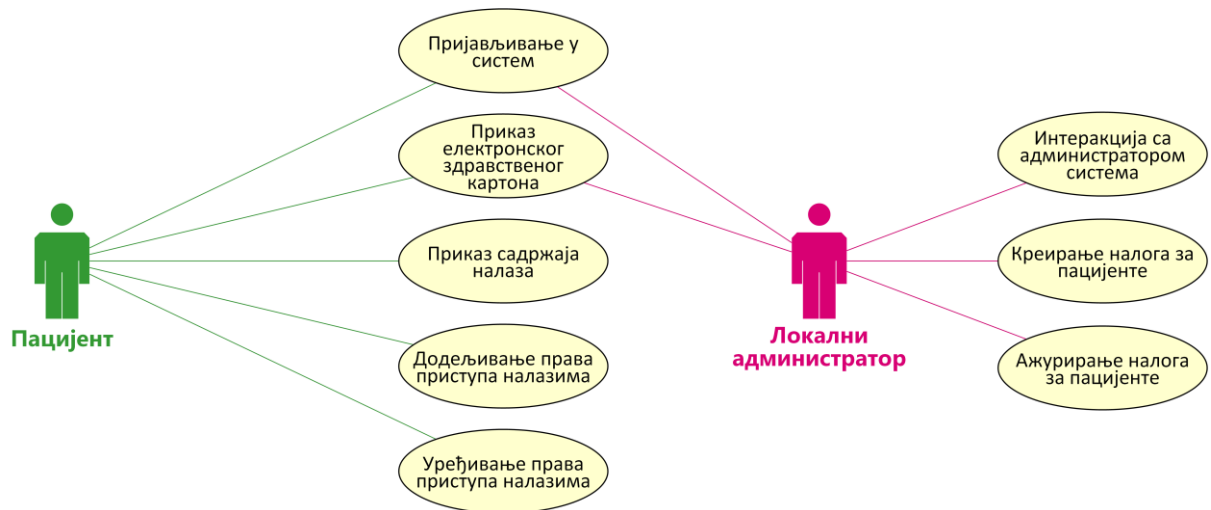 Пријављивање у
систем
Приказ
електронског
здравственог
картона
Интеракција са
администратором
система
Приказ садржаја
налаза
Креирање налога за
пацијенте
Пацијент
Локални
администратор
Додељивање права
приступа налазима
Ажурирање налога
за пацијенте
Уређивање права
приступа налазима